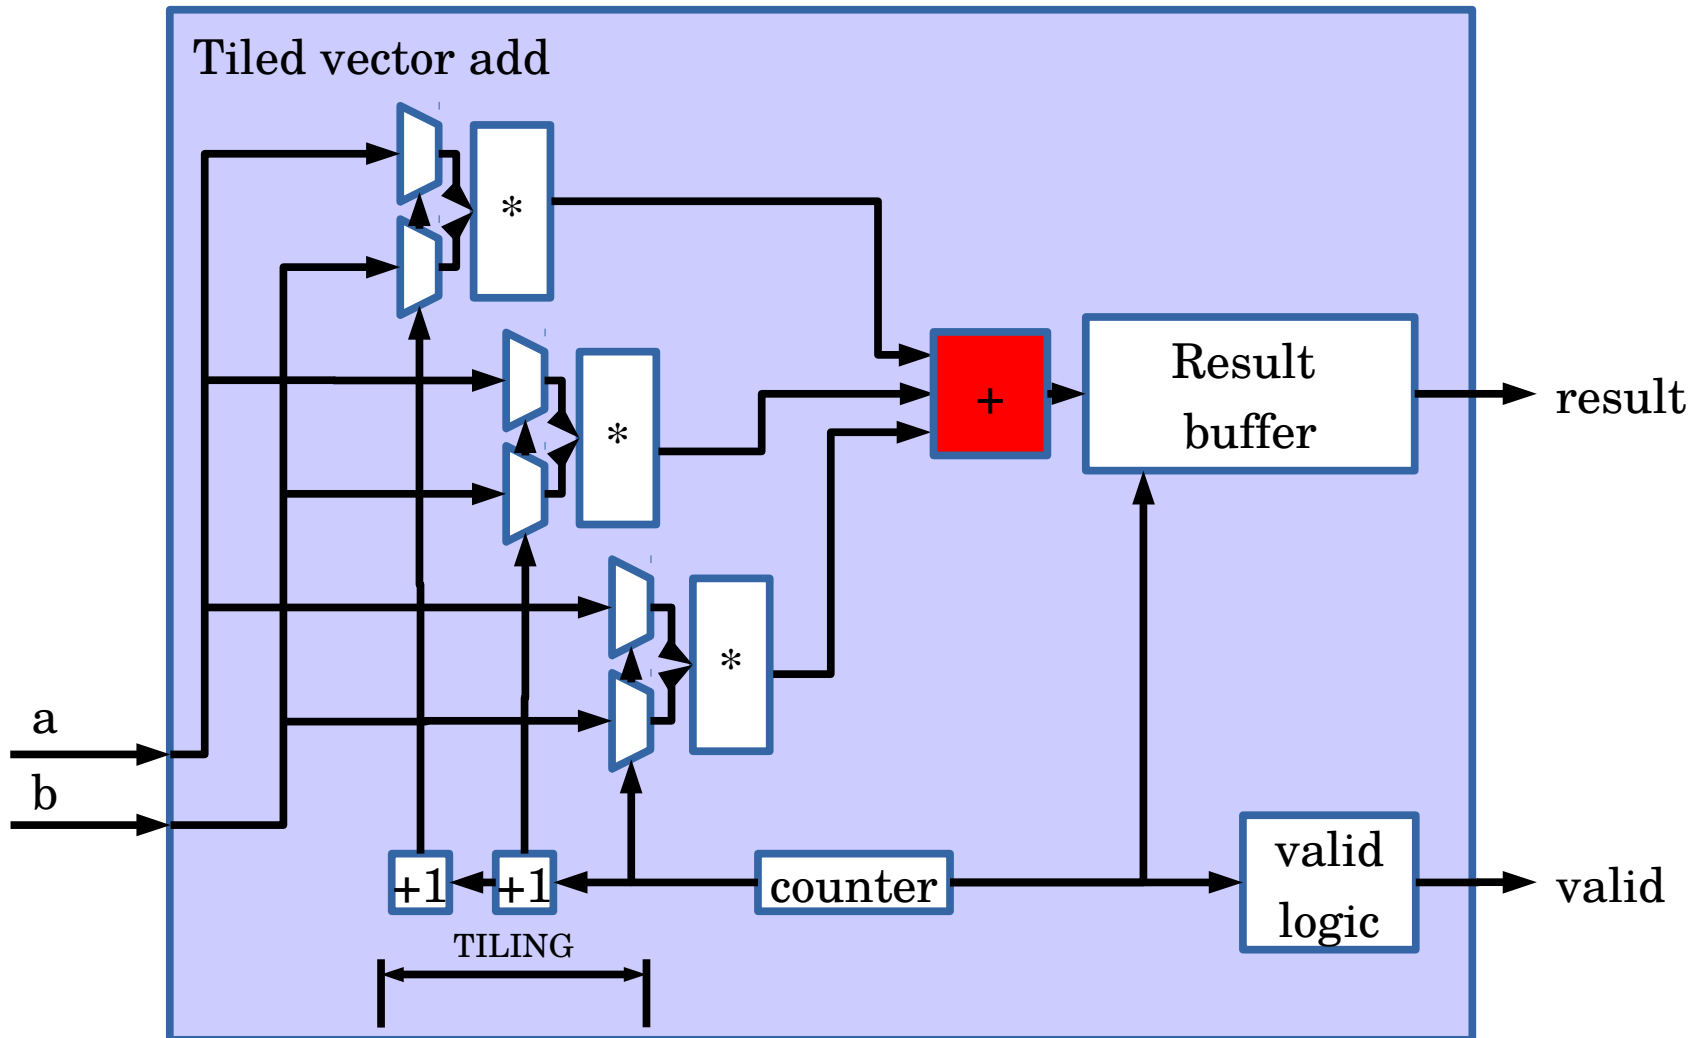 Tiled vector add
*
*
+
Result
buffer
result
*
a
b
+1
+1
counter
valid
logic
valid
TILING